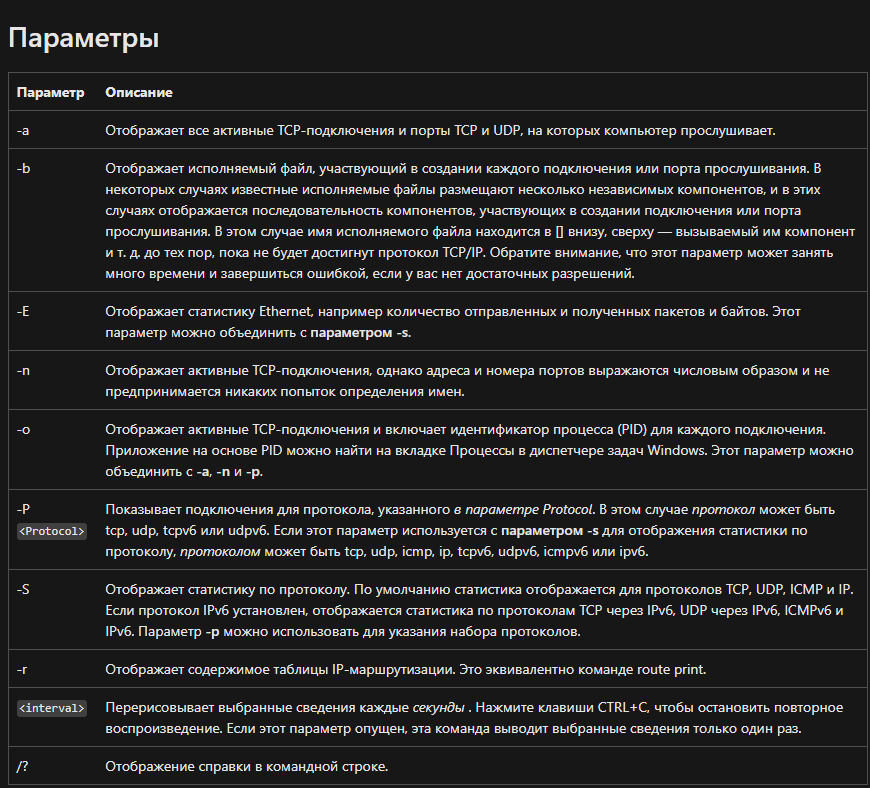 Параметры
Параметр Описание
-a Отображает все активные TCP-подключения и порты TCP и UDP, на которых компьютер прослушивает.
-b Отображает исполняемый файл, участвующий в создании каждого подключения или порта прослушивания. В
некоторых случаях известные исполняемые файлы размещают несколько независимых компонентов, и в этих
случаях отображается последовательность компонентов, участвующих в создании подключения или порта
прослушивания. В этом случае имя исполняемого файла находится в [] внизу, сверху — вызываемый им компонент
и т. д. до тех пор, пока не будет достигнут протокол TCP/IP. Обратите внимание, что этот параметр может занять
много времени и завершиться ошибкой, если у вас нет достаточных разрешений.
-E Отображает статистику Ethernet, например количество отправленных и полученных пакетов и байтов. Этот
параметр можно объединить с параметром -s.
-n Отображает активные TCP-подключения, однако адреса и номера портов выражаются числовым образом и не
предпринимается никаких попыток определения имен.
-o Отображает активные TCP-подключения и включает идентификатор процесса (PID) для каждого подключения.
Приложение на основе PID можно найти на вкладке Процессы в диспетчере задач Windows. Этот параметр можно
объединить с -a, -n и -p.
-P Показывает подключения для протокола, указанного в параметре Protocol. В этом случае протокол может быть
<Protocol> tcp, udp, tcpv6 или udpv6. Если этот параметр используется с параметром -s для отображения статистики по
протоколу, протоколом может быть tcp, udp, icmp, ip, tcpv6, udpv6, icmpv6 или ipv6.
-S Отображает статистику по протоколу. По умолчанию статистика отображается для протоколов TCP, UDP, ICMP и IP.
Если протокол IPv6 установлен, отображается статистика по протоколам TCP через IPv6, UDP через IPv6, ICMPv6 и
IPv6. Параметр -p можно использовать для указания набора протоколов.
-r Отображает содержимое таблицы IP-маршрутизации. Это эквивалентно команде route print.
<interval> Перерисовывает выбранные сведения каждые секунды . Нажмите клавиши CTRL+C, чтобы остановить повторное
воспроизведение. Если этот параметр опущен, эта команда выводит выбранные сведения только один раз.
/? Отображение справки в командной строке.